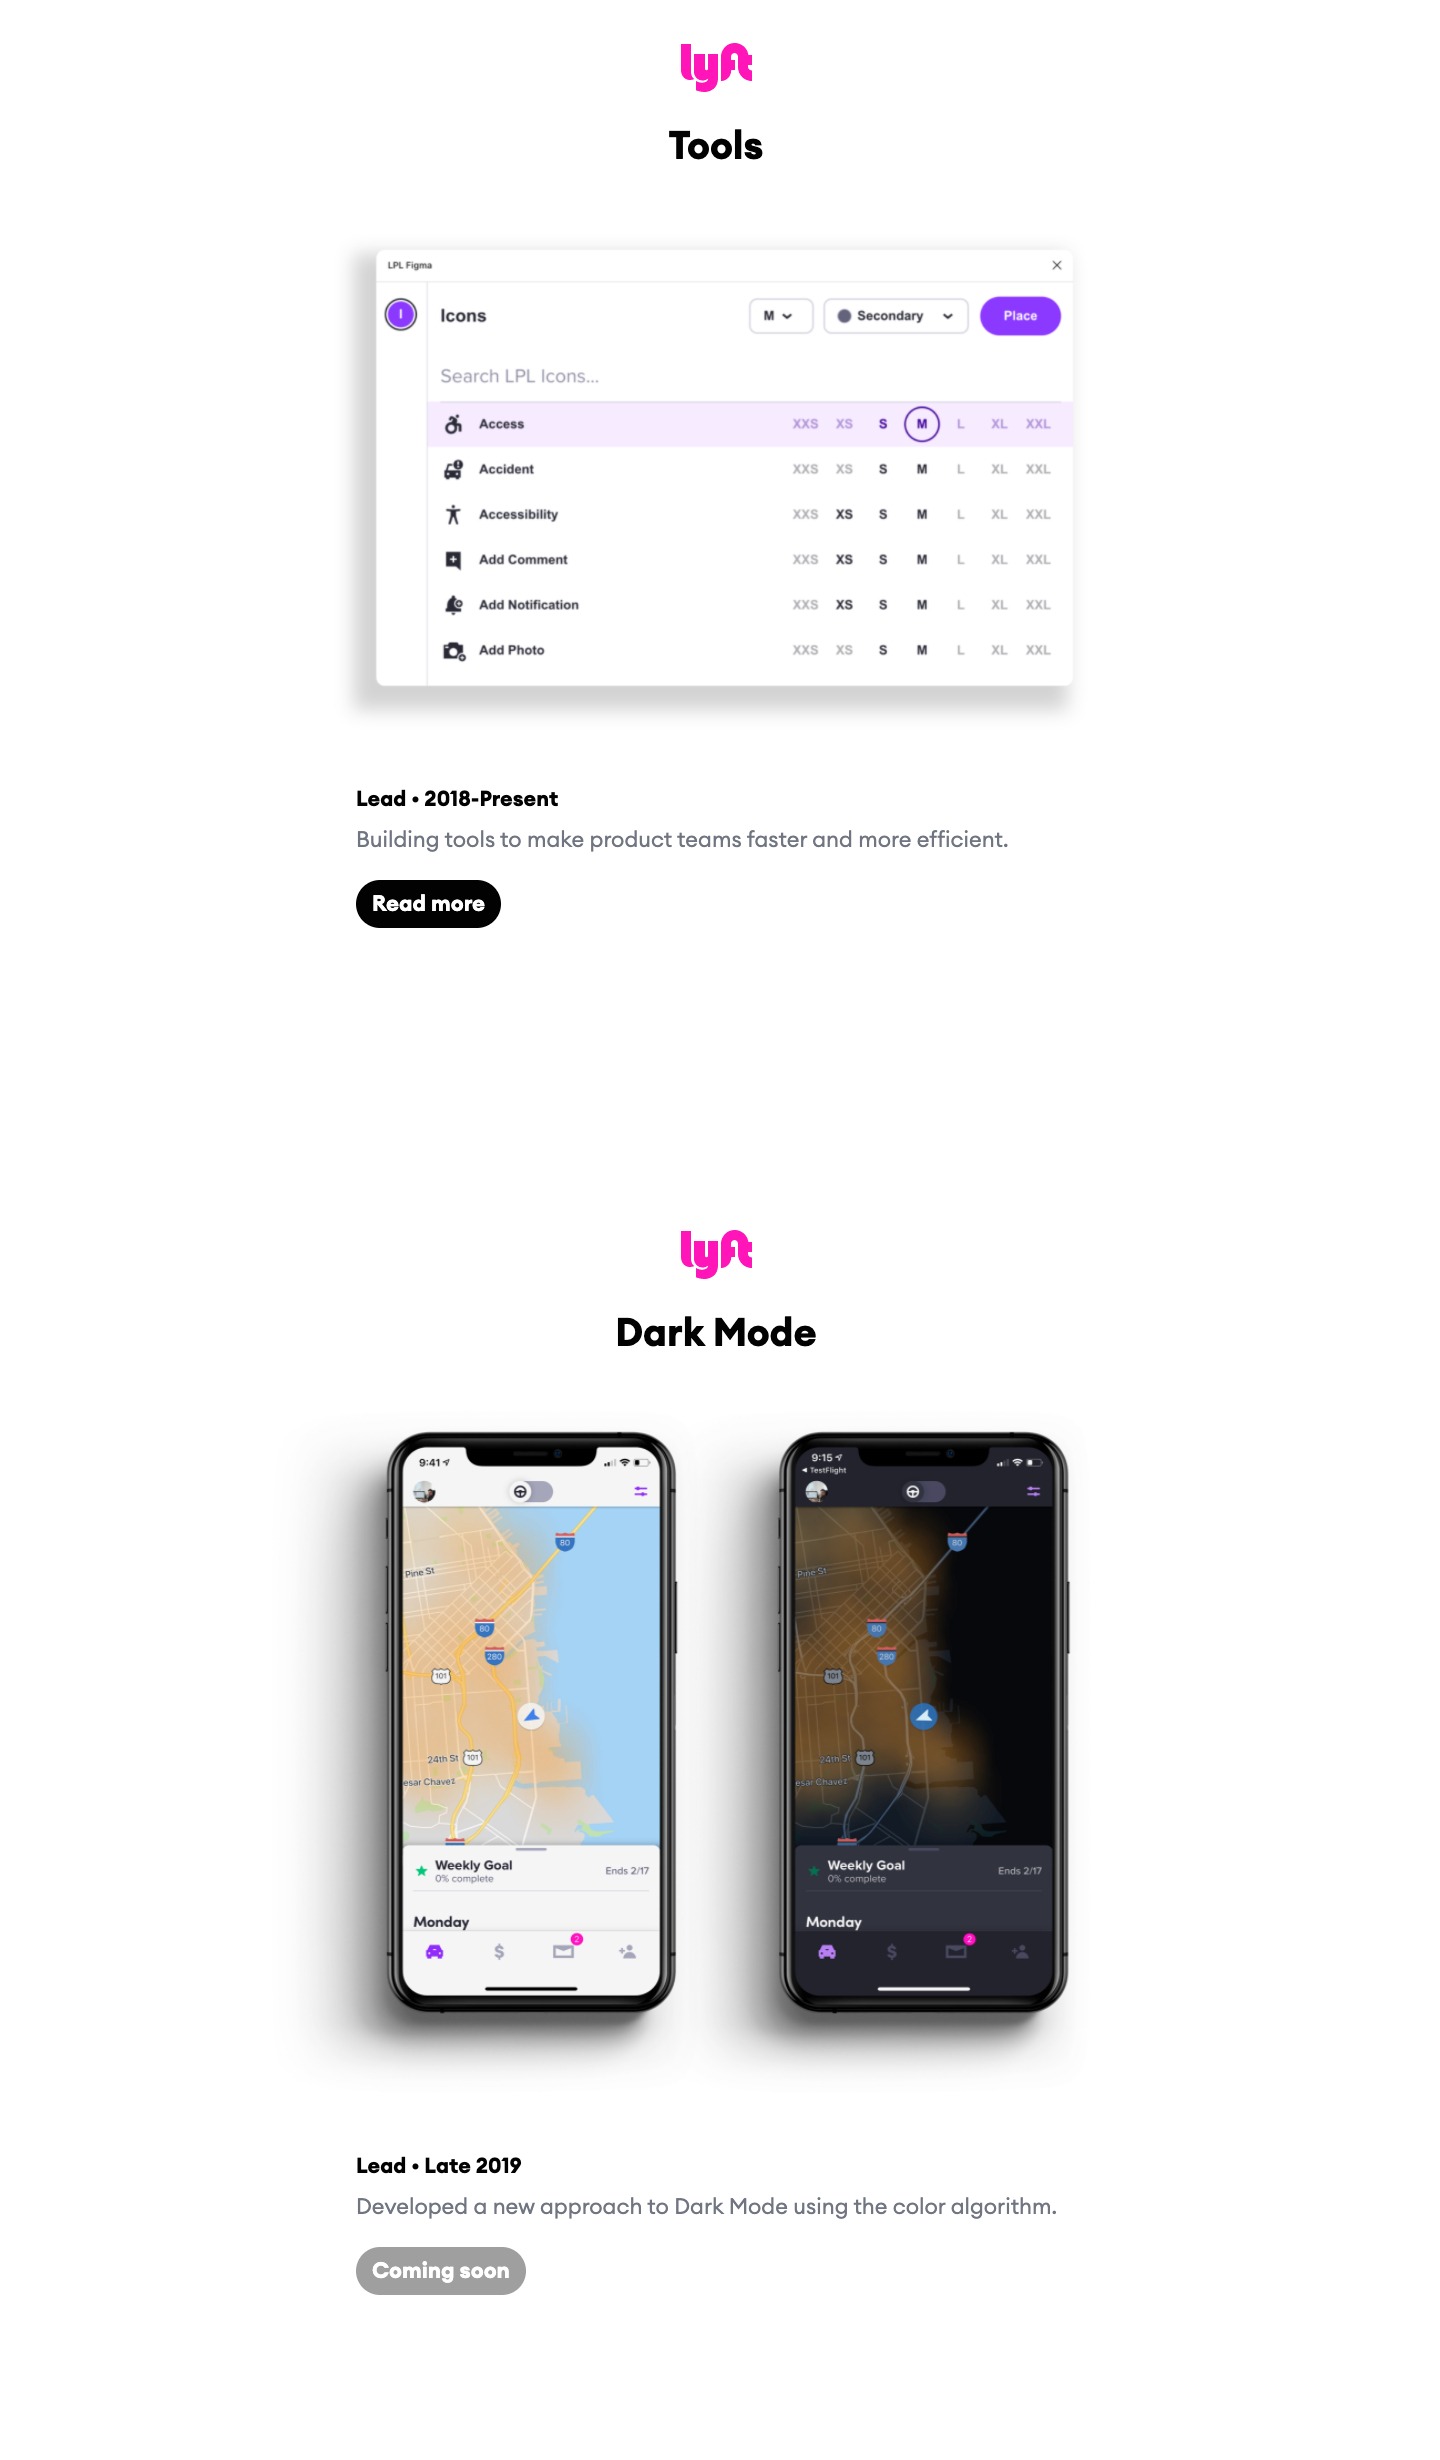 lyft
Tools
LPL Figma
I
Icons
M
Secondary
Place
Search LPL Icons...
Access XXS XS S M L XL XXL
Accident XXS XS S M L XL XXL
Accessibility XXS XS S M L XL XXL
Add Comment XXS XS S M L XL XXL
Add Notification XXS XS S M L XL XXL
Add Photo XXS XS S M L XL XXL
Lead • 2018-Present
Building tools to make product teams faster and more efficient.
Read more
lyft
Dark Mode
9:41
80
Pine St
80
280
101
24th St 101
esar Chavez
Weekly Goal
0% complete
Ends 2/17
Monday
$
2
9:15
TestFlight
80
Pine St
80
280
101
24th St 101
esar Chavez
Weekly Goal
0% complete
Ends 2/17
Monday
$
2
Lead • Late 2019
Developed a new approach to Dark Mode using the color algorithm.
Coming soon